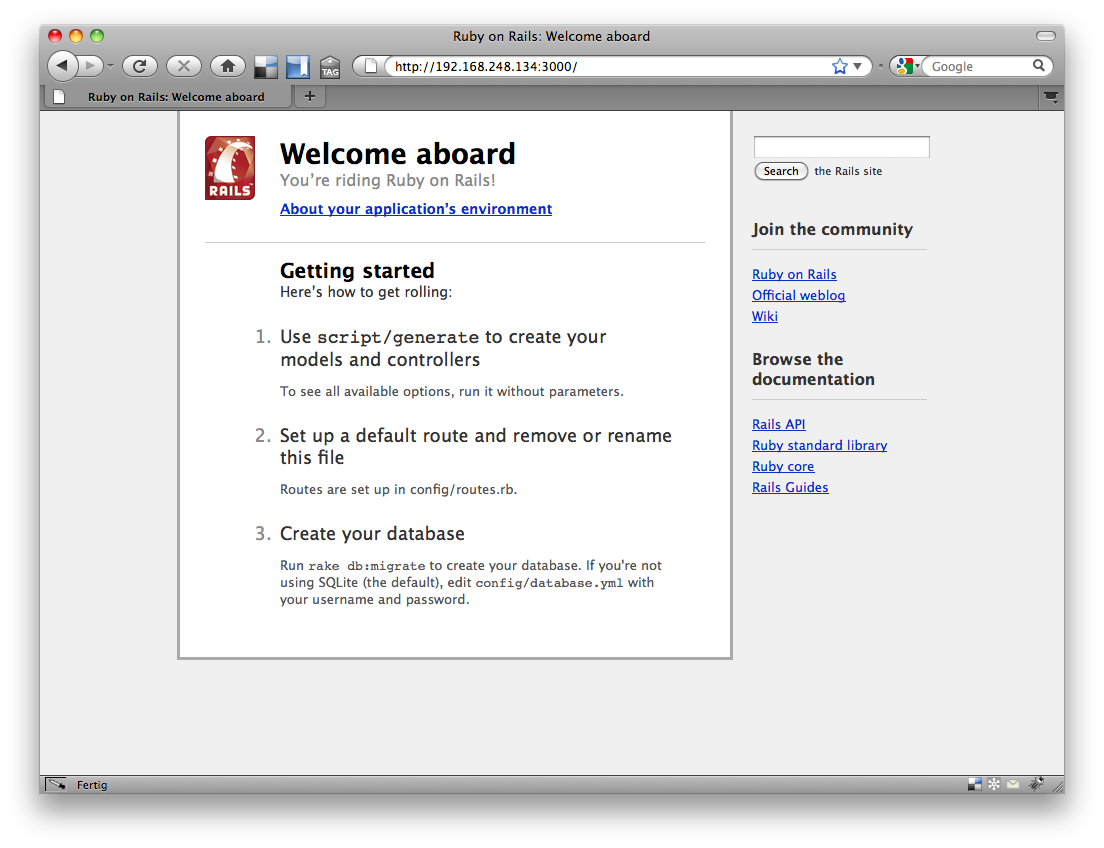 Ruby on Rails: Welcome aboard
TAG
http://192.168.248.134:3000/
Google
Ruby on Rails: Welcome aboard
RAILS
Welcome aboard
You’re riding Ruby on Rails!
About your application’s environment
Getting started
Here’s how to get rolling:
1. Use script/generate to create your
models and controllers
To see all available options, run it without parameters.
2. Set up a default route and remove or rename
this file
Routes are set up in config/routes.rb.
3. Create your database
Run rake db:migrate to create your database. If you're not
using SQLite (the default), edit config/database.yml with
your username and password.
Search the Rails site
Join the community
Ruby on Rails
Official weblog
Wiki
Browse the
documentation
Rails API
Ruby standard library
Ruby core
Rails Guides
Fertig